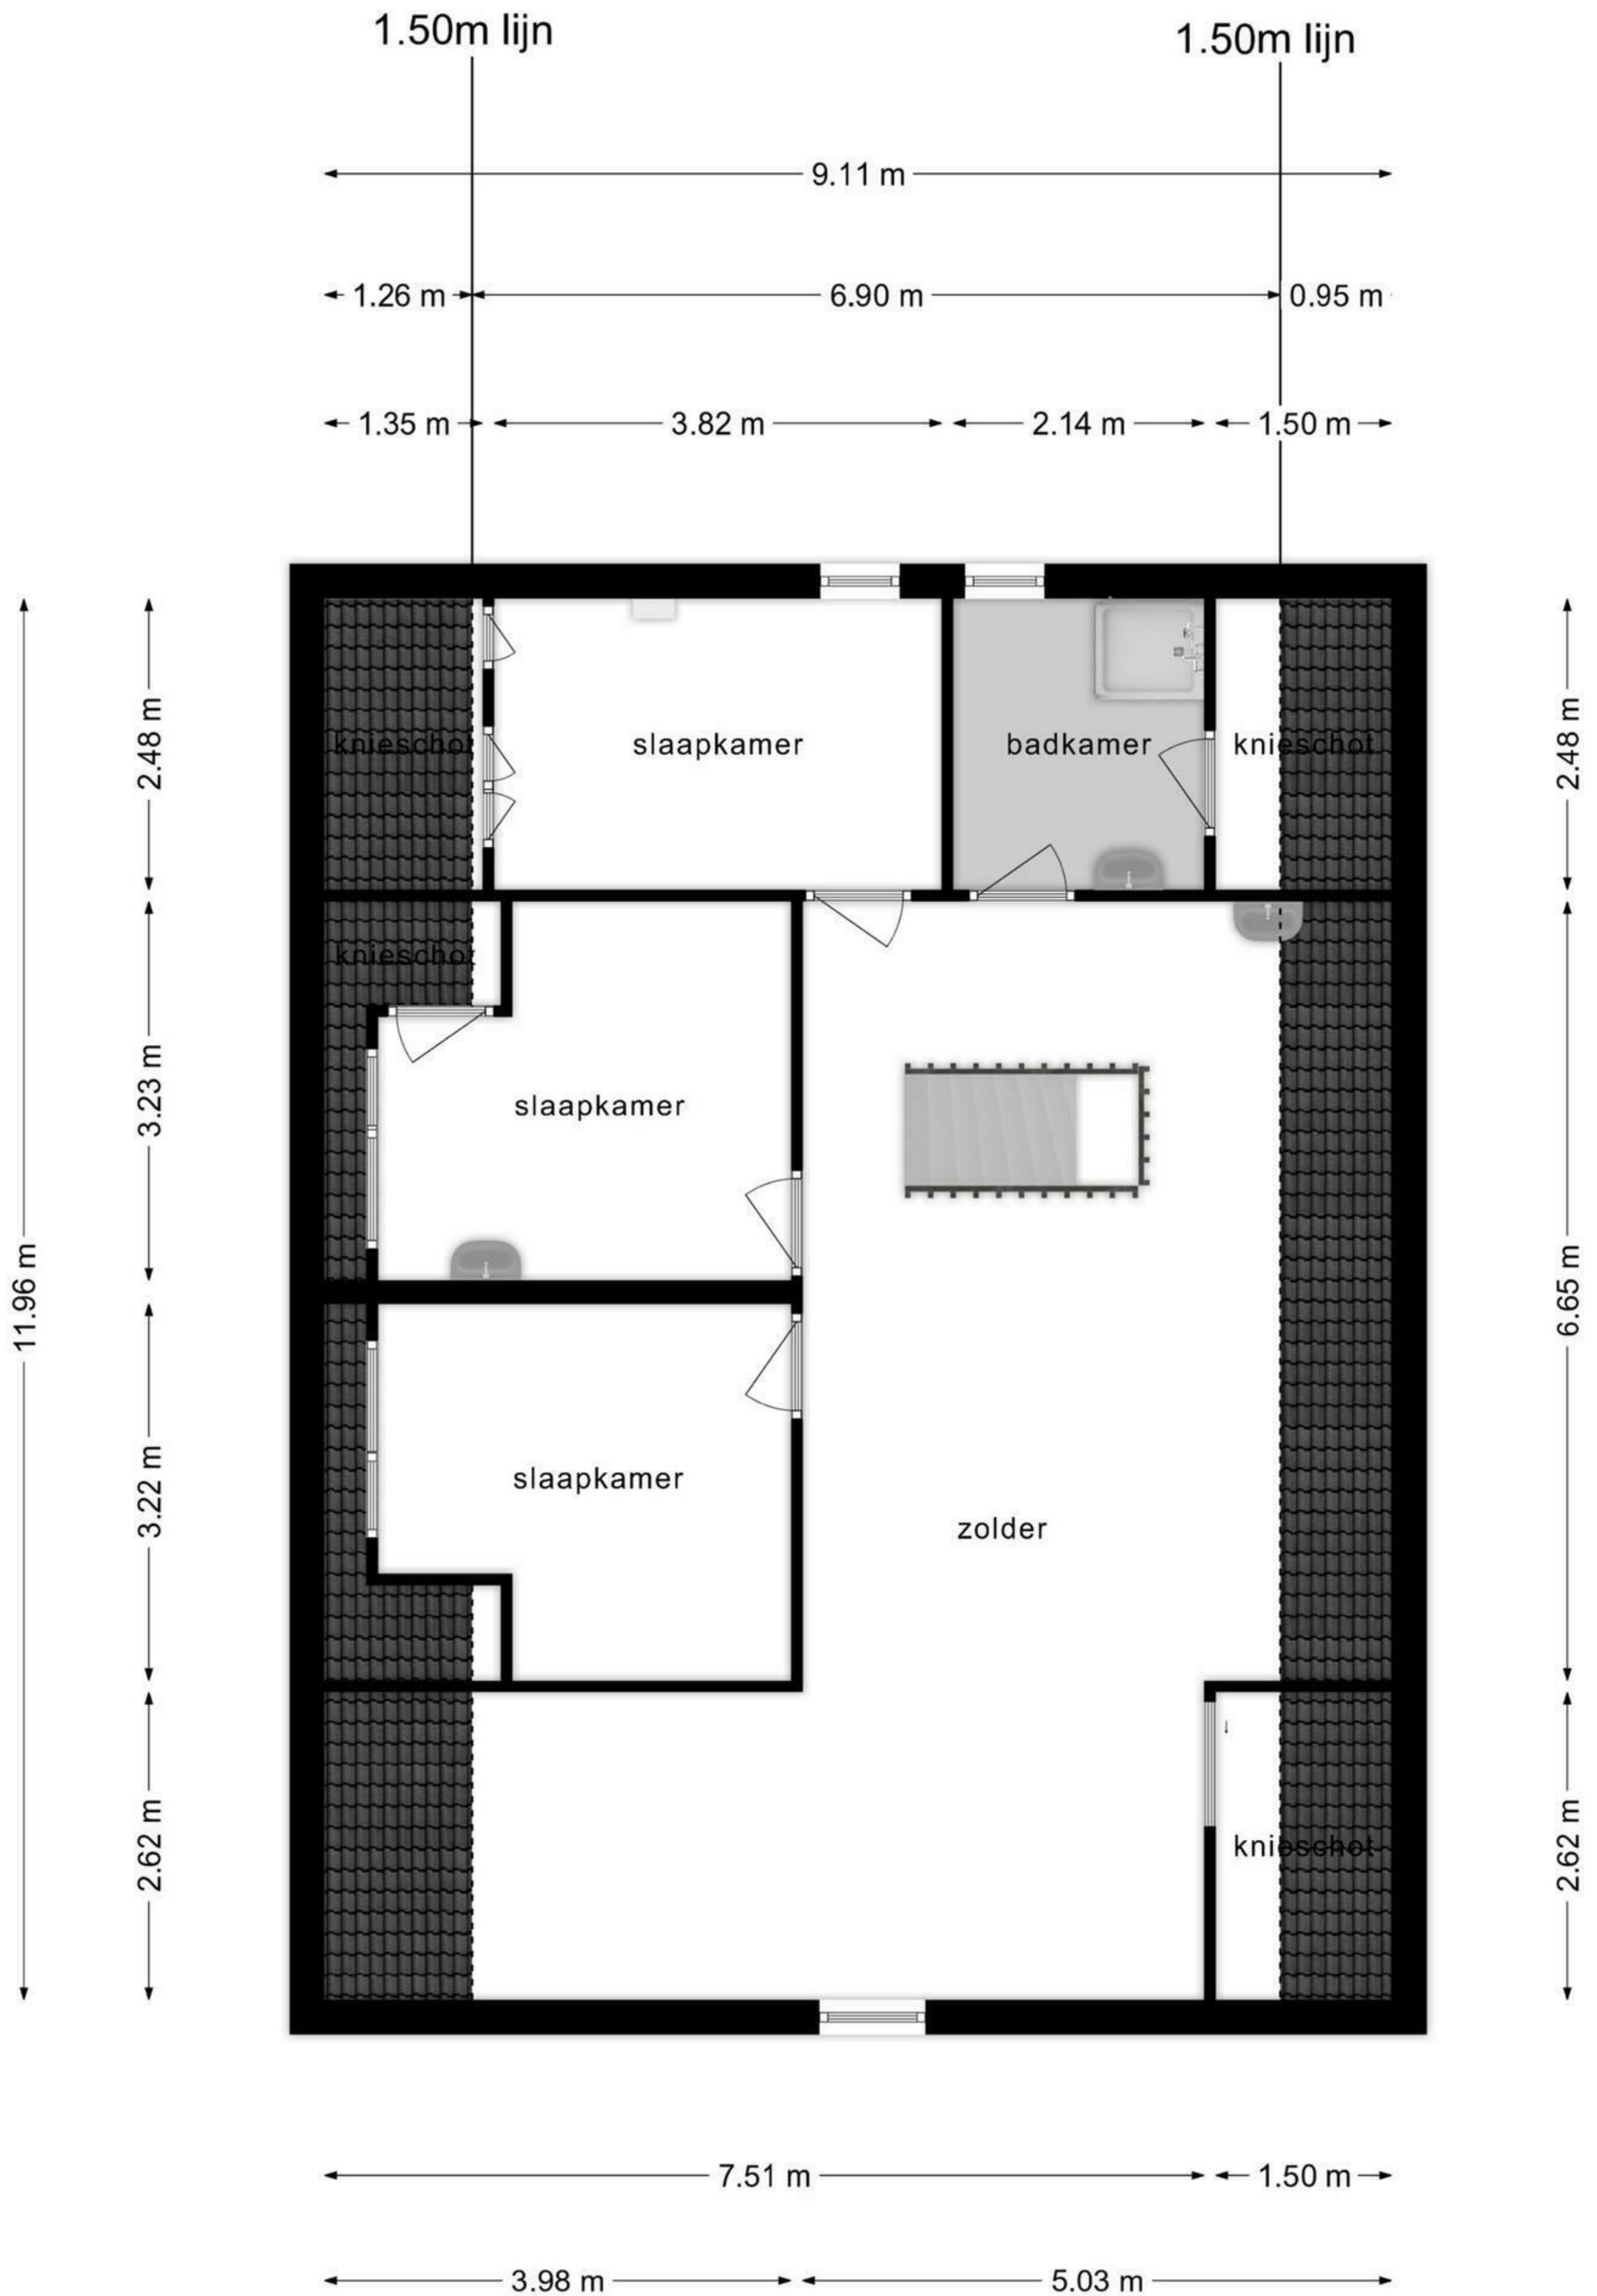 1.50m lijn
1.50m lijn
9.11 m
1.26 m
6.90 m
0.95 m
1.35 m
3.82 m
2.14 m
1.50 m
2.48 m
knieschot
slaapkamer
badkamer
knieschot
2.48 m
knieschot
3.23 m
slaapkamer
11.96 m
6.65 m
3.22 m
slaapkamer
zolder
2.62 m
knieschot
2.62 m
7.51 m
1.50 m
3.98 m
5.03 m